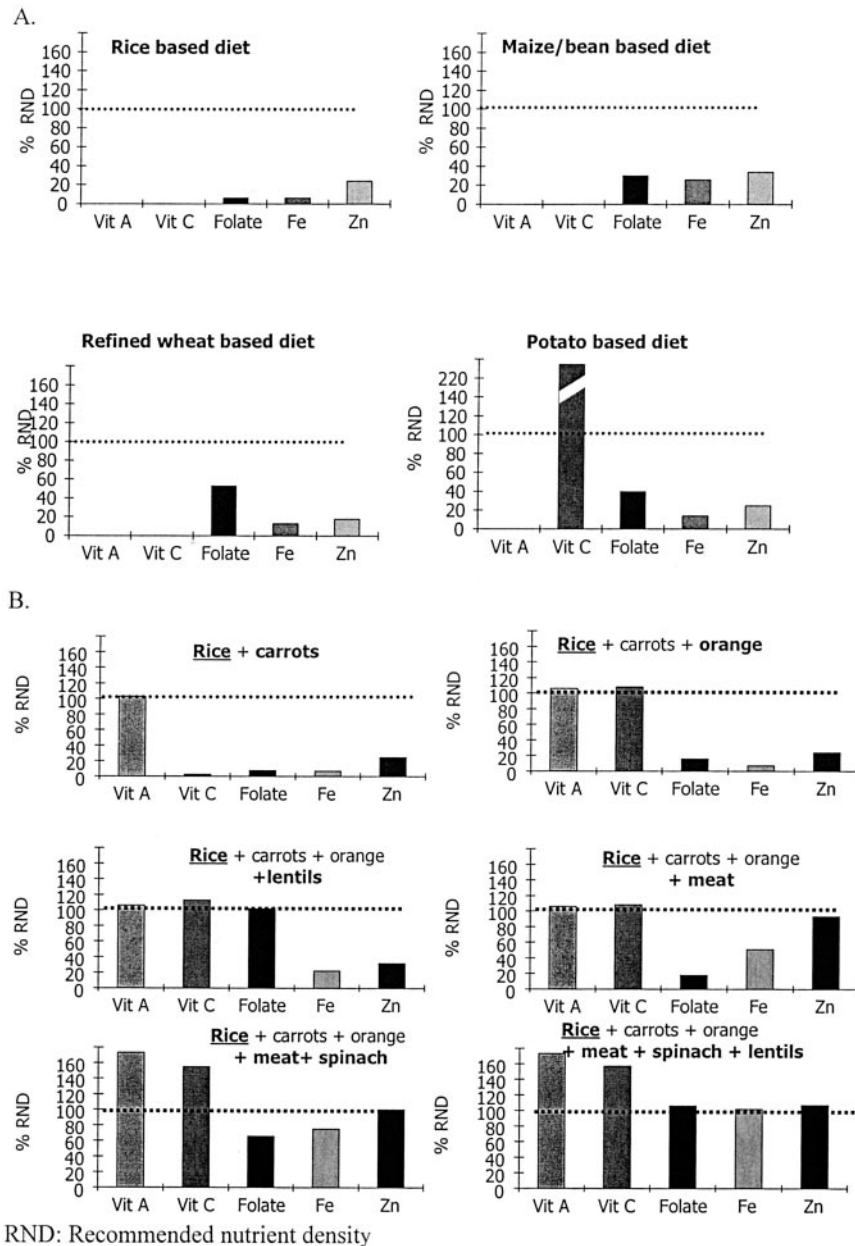 A.
Rice based diet
% RND
160
140
120
100
80
60
40
20
0
Vit A Vit C Folate Fe Zn
Maize/bean based diet
% RND
160
140
120
100
80
60
40
20
0
Vit A Vit C Folate Fe Zn
Refined wheat based diet
% RND
160
140
120
100
80
60
40
20
0
Vit A Vit C Folate Fe Zn
Potato based diet
% RND
220
140
100
80
60
40
20
0
Vit A Vit C Folate Fe Zn
B.
Rice + carrots
% RND
160
140
120
100
80
60
40
20
0
Vit A Vit C Folate Fe Zn
Rice + carrots + orange
% RND
160
140
120
100
80
60
40
20
0
Vit A Vit C Folate Fe Zn
Rice + carrots + orange
+lentils
% RND
160
140
120
100
80
60
40
20
0
Vit A Vit C Folate Fe Zn
Rice + carrots + orange
+ meat
% RND
160
140
120
100
80
60
40
20
0
Vit A Vit C Folate Fe Zn
Rice + carrots + orange
+ meat+ spinach
% RND
160
140
120
100
80
60
40
20
0
Vit A Vit C Folate Fe Zn
Rice + carrots + orange
+ meat + spinach + lentils
% RND
160
140
120
100
80
60
40
20
0
Vit A Vit C Folate Fe Zn
RND: Recommended nutrient density